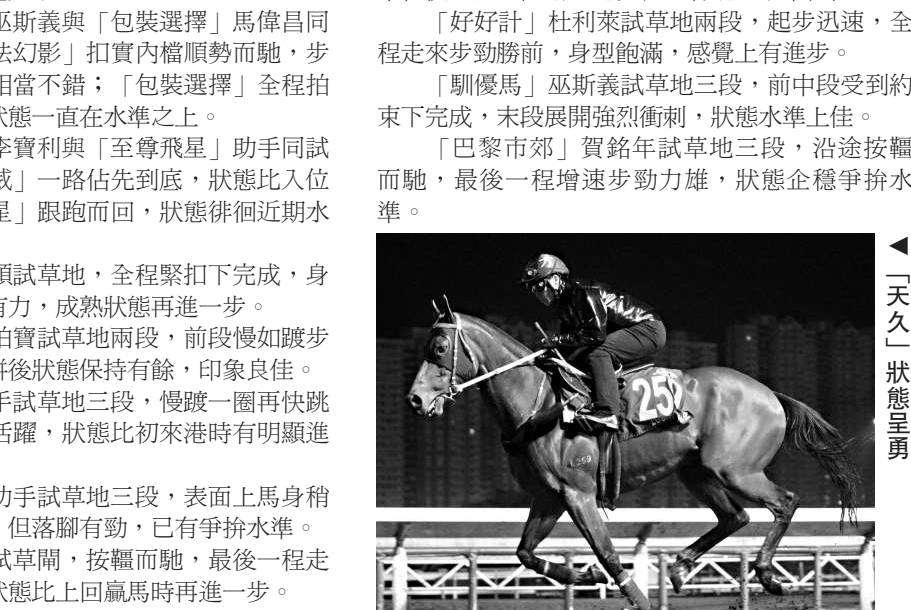 巫斯義與「包裝選擇」馬偉昌同
法幻影」扣實內檔順勢而馳，步
相當不錯；「包裝選擇」全程拍
狀態一直在水準之上。
李寶利與「至尊飛星」助手同試
威」一路佔先到底，狀態比入位
星」跟跑而回，狀態徘徊近期水
試草地，全程緊扣下完成，身
有力，成熟狀態再進一步。
柏寶試草地兩段，前段慢如踱步
後狀態保持有餘，印象良佳。
手試草地三段，慢踱一圈再快跳
活躍，狀態比初來港時有明顯進
助手試草地三段，表面上馬身稍
，但落腳有勁，已有爭拚水準。
試草閘，按韁而馳，最後一程走
狀態比上回贏馬時再進一步。
「好好計」杜利萊試草地兩段，起步迅速，全
程走來步勁勝前，身型飽滿，感覺上有進步。
「馴優馬」巫斯義試草地三段，前中段受到約
束下完成，末段展開強烈衝刺，狀態水準上佳。
「巴黎市郊」賀銘年試草地三段，沿途按韁
而馳，最後一程增速步勁力雄，狀態企穩爭拚水
準。
◀「天久」狀態呈勇
252